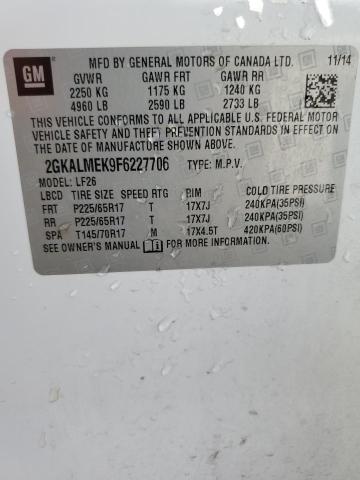 GM
MFD BY GENERAL MOTORS OF CANADA LTD. 11/14
GVWR GAWR FRT GAWR RR
2250 KG 1175 KG 1240 KG
4960 LB 2590 LB 2733 LB
THIS VEHICLE CONFORMS TO ALL APPLICABLE U.S. FEDERAL MOTOR
VEHICLE SAFETY AND THEFT PREVENTION STANDARDS IN EFFECT ON
THE DATE OF MANUFACTURE SHOWN ABOVE.
2GKALMEK9F6227706 TYPE: M.P.V.
MODEL: LF26
LBCD TIRE SIZE SPEED RTG RIM COLD TIRE PRESSURE
FRT P225/65R17 T 17X7J 240KPA(35PSI)
RR P225/65R17 T 17X7J 240KPA(35PSI)
SPA T145/70R17 M 17X4.5T 420KPA(60PSI)
SEE OWNER'S MANUAL FOR MORE INFORMATION.